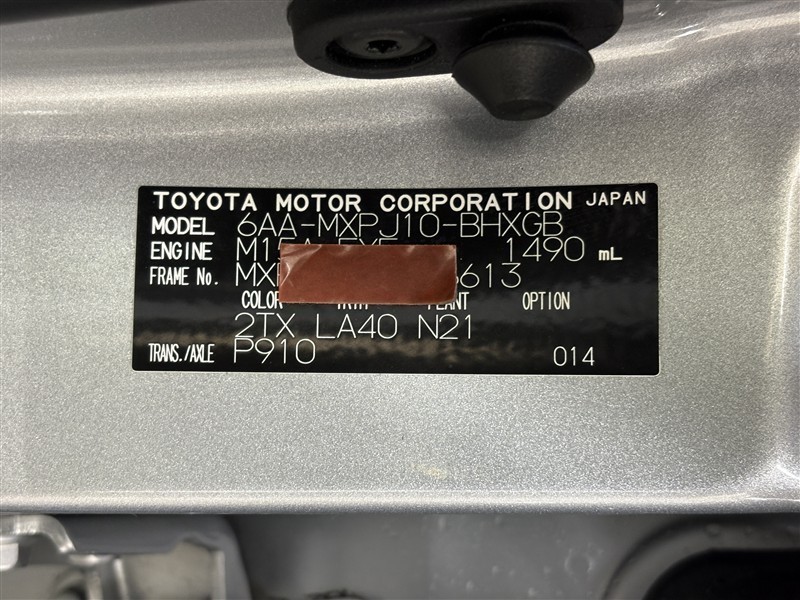 TOYOTA MOTOR CORPORATION JAPAN
MODEL 6AA-MXPJ10-BHXGB
ENGINE 1490 mL
FRAME No. 613
COLOR OPTION
2TX LA40 N21
TRANS./AXLE P910 014